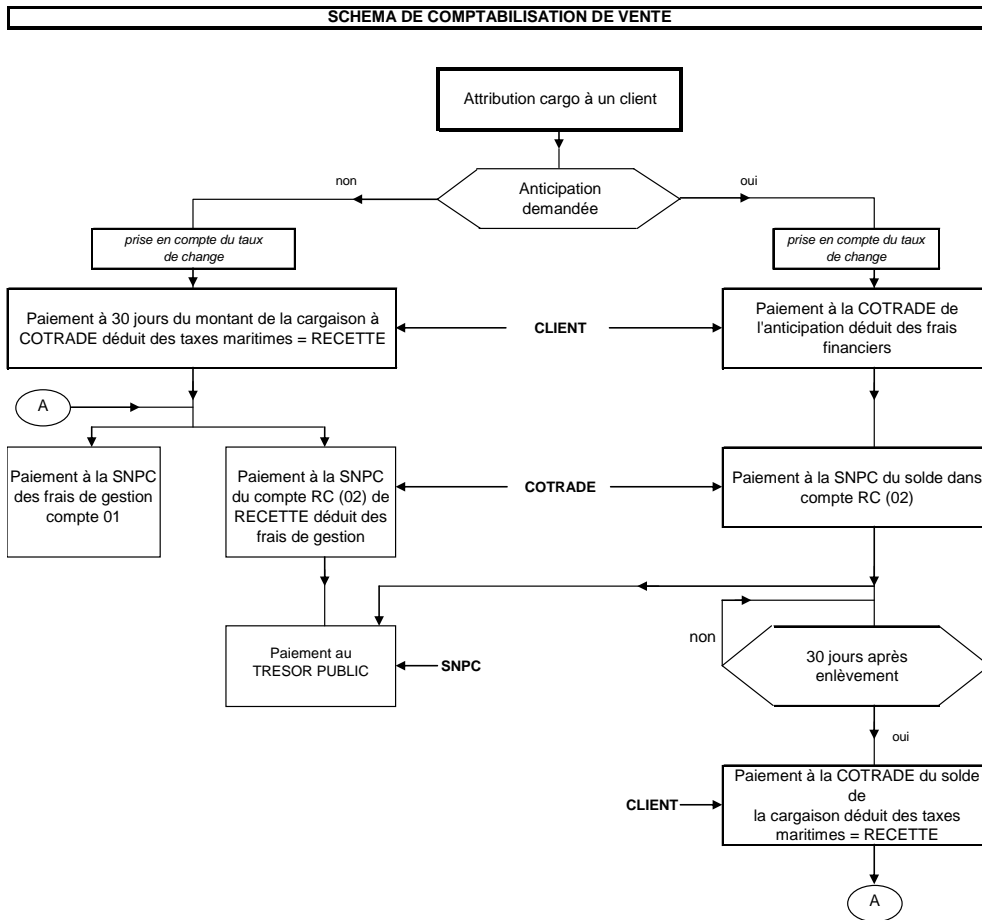 SCHEMA DE COMPTABILISATION DE VENTE
Attribution cargo à un client
non
Anticipation
demandée
oui
prise en compte du taux
de change
prise en compte du taux
de change
Paiement à 30 jours du montant de la cargaison à
COTRADE déduit des taxes maritimes = RECETTE
CLIENT
Paiement à la COTRADE de
l'anticipation déduit des frais
financiers
A
Paiement à la SNPC
des frais de gestion
compte 01
Paiement à la SNPC
du compte RC (02) de
RECETTE déduit des
frais de gestion
COTRADE
Paiement à la SNPC du solde dans
compte RC (02)
non
Paiement au
TRESOR PUBLIC
SNPC
30 jours après
enlèvement
oui
CLIENT
Paiement à la COTRADE du solde
de
la cargaison déduit des taxes
maritimes = RECETTE
A